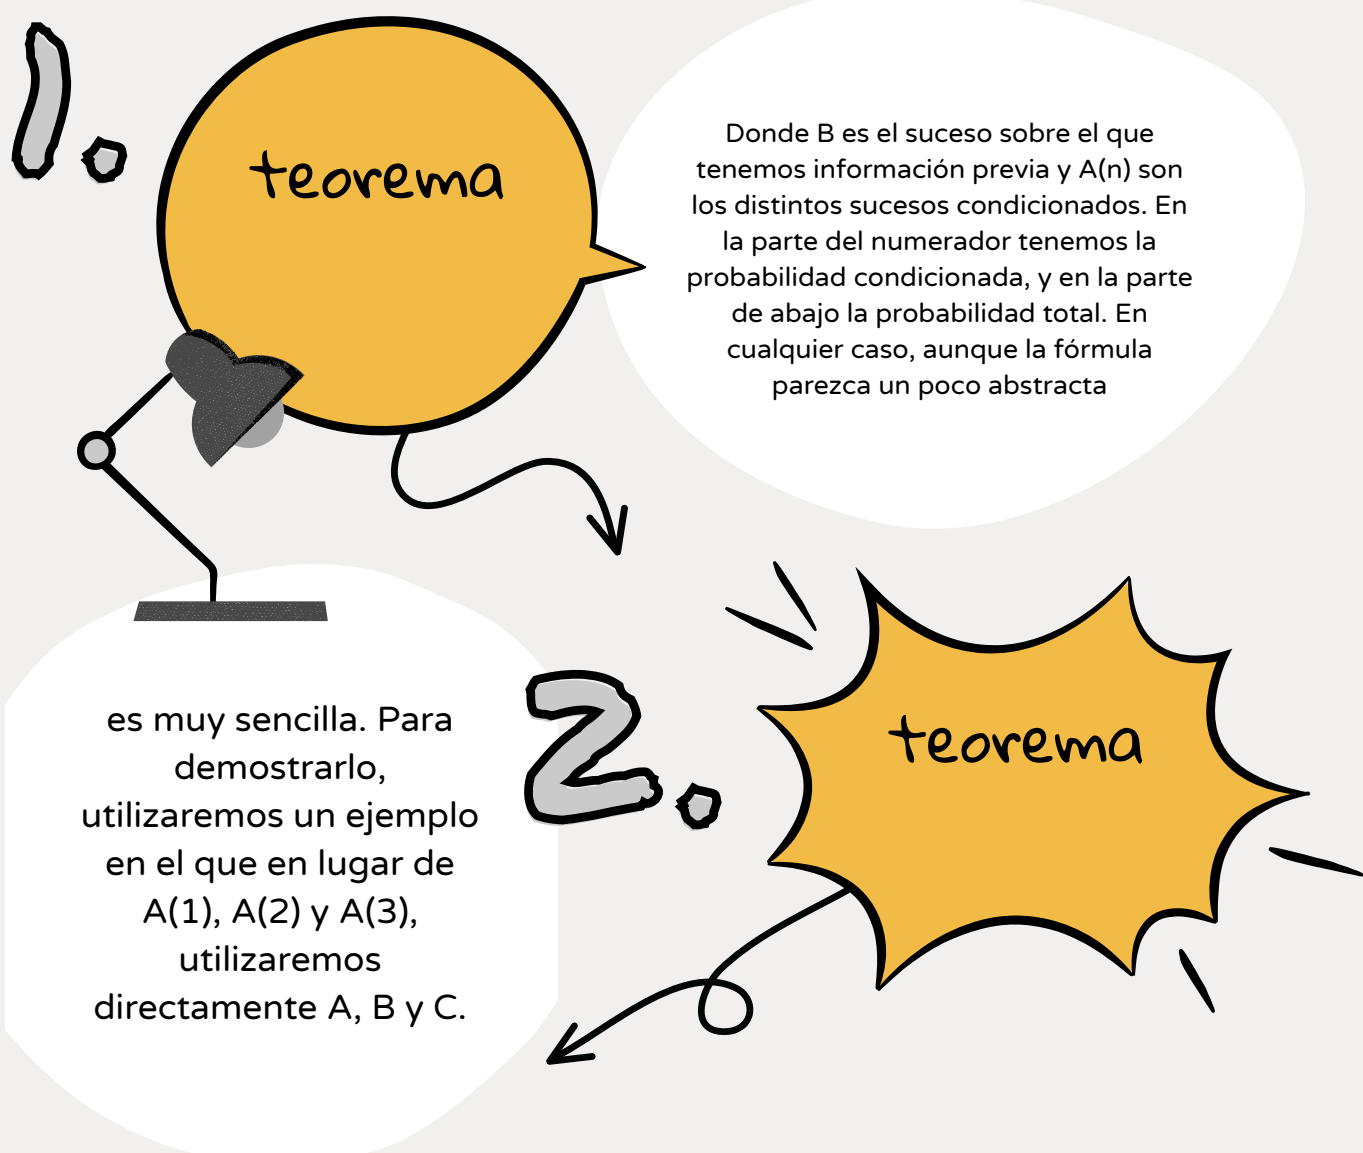 1.
teorema
Donde B es el suceso sobre el que
tenemos información previa y A(n) son
los distintos sucesos condicionados. En
la parte del numerador tenemos la
probabilidad condicionada, y en la parte
de abajo la probabilidad total. En
cualquier caso, aunque la fórmula
parezca un poco abstracta
es muy sencilla. Para
demostrarlo,
utilizaremos un ejemplo
en el que en lugar de
A(1), A(2) y A(3),
utilizaremos
directamente A, B y C.
2.
teorema